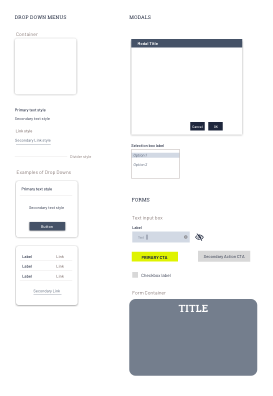 DROP DOWN MENUS
Container
Primary text style
Secondary text style
Link style
Secondary Link style
Divider style
Examples of Drop Downs
Primary text style
Secondary text style
Button
Label Link
Label Link
Label Link
Secondary Link
MODALS
Modal Title
Cancel OK
Selection box label
Option 1
Option 2
FORMS
Text input box
Label
PRIMARY CTA
Secondary Action CTA
Checkbox label
Form Container
TITLE